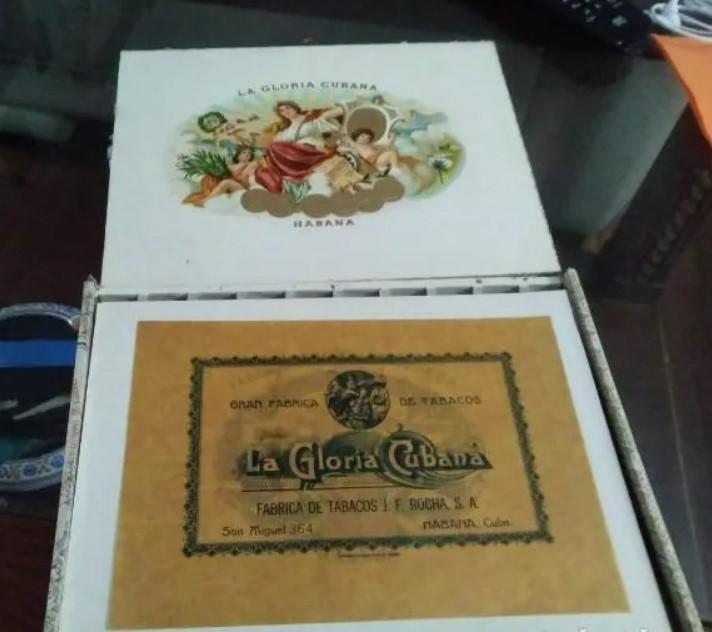 LA GLORIA CUBANA
HABANA
GRAN FABRICA DE TABACOS
La Gloria Cubana
FABRICA DE TABACOS J. F. ROCHA, S. A.
San Miguel 364 HABANA, Cuba.